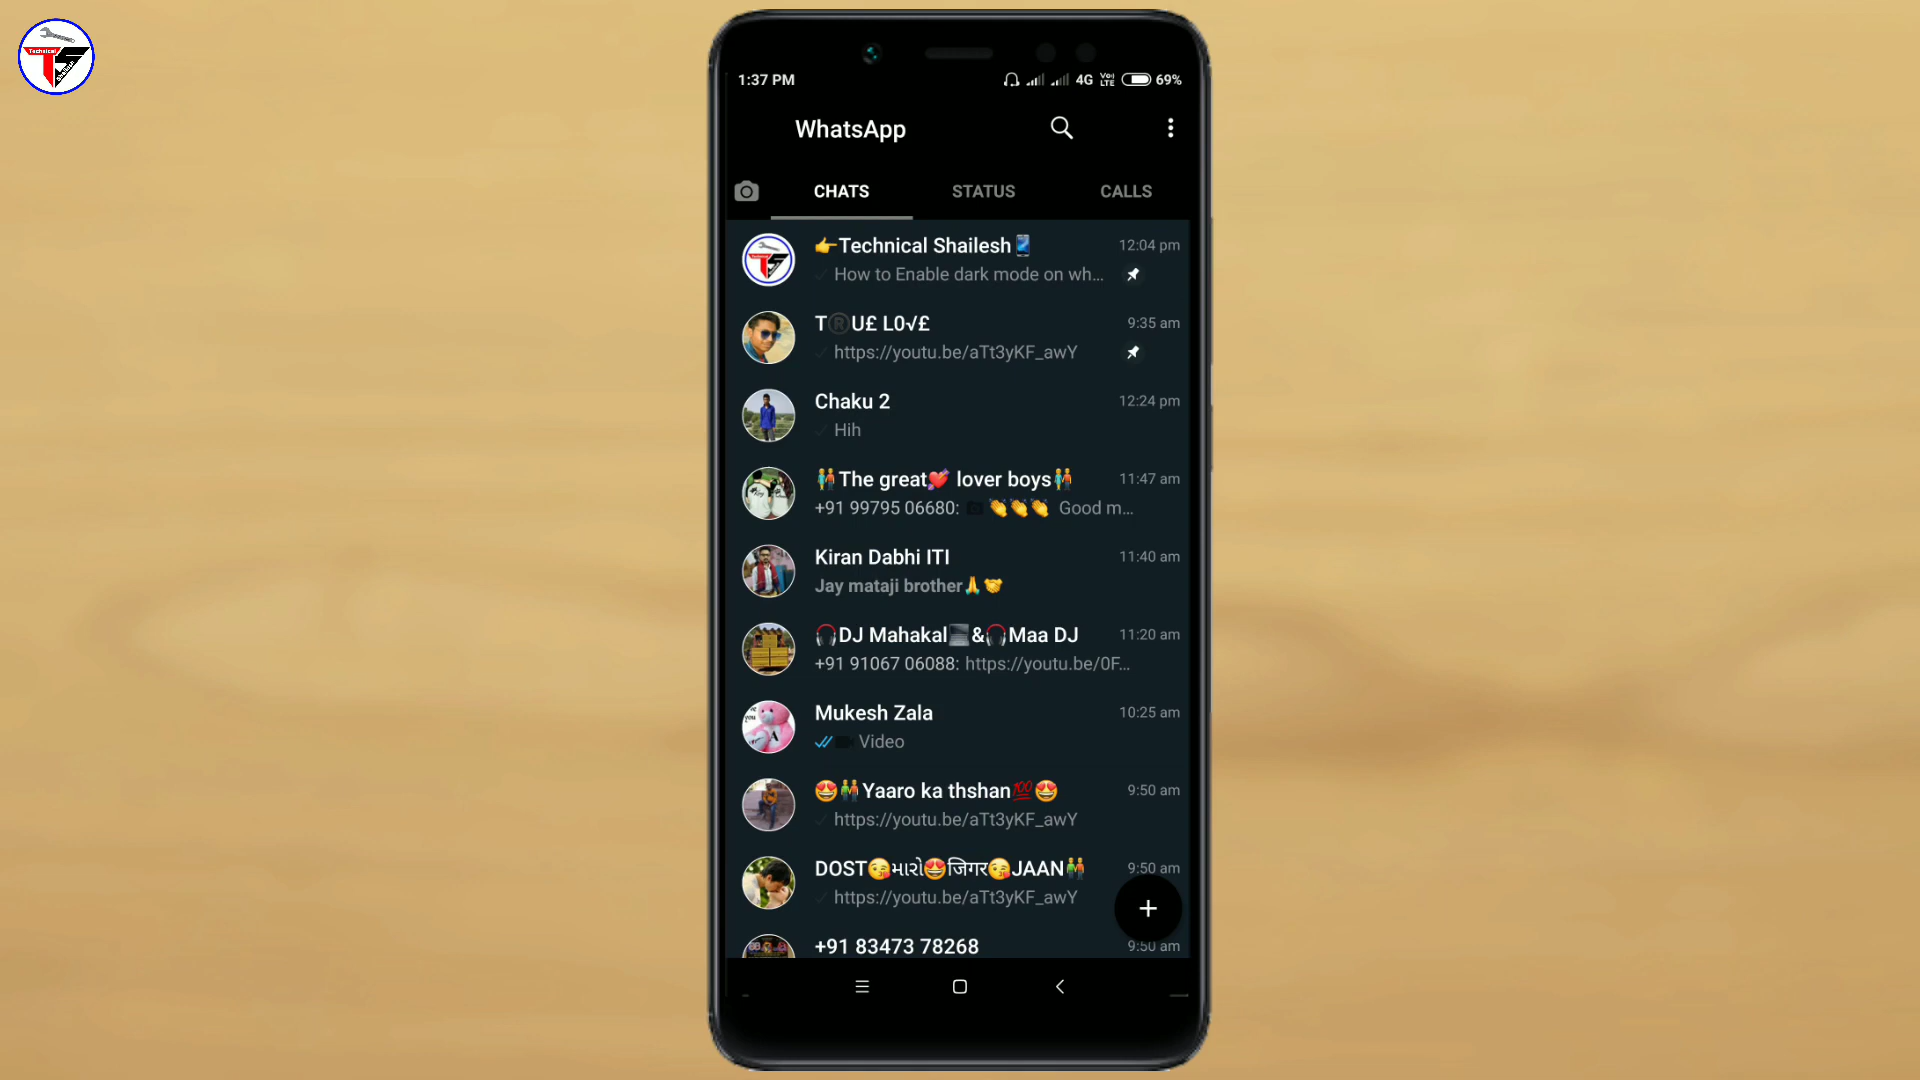 Technical
TS
Shailesh
1:37 PM
4G Vo) LTE 69%
WhatsApp
CHATS STATUS CALLS
👉Technical Shailesh📱 12:04 pm
How to Enable dark mode on wh...
T®U£ L0√£ 9:35 am
https://youtu.be/aTt3yKF_awY
Chaku 2 12:24 pm
Hih
👬The great💘 lover boys👬 11:47 am
+91 99795 06680: 📷👏👏👏 Good m...
Kiran Dabhi ITI 11:40 am
Jay mataji brother🙏🤝
🎧DJ Mahakal💻&🎧Maa DJ 11:20 am
+91 91067 06088: https://youtu.be/0F...
Mukesh Zala 10:25 am
Video
😍👬Yaaro ka thshan💯😍 9:50 am
https://youtu.be/aTt3yKF_awY
DOST😘મારો😍जिगर😘JAAN👬 9:50 am
https://youtu.be/aTt3yKF_awY
+91 83473 78268 9:50 am